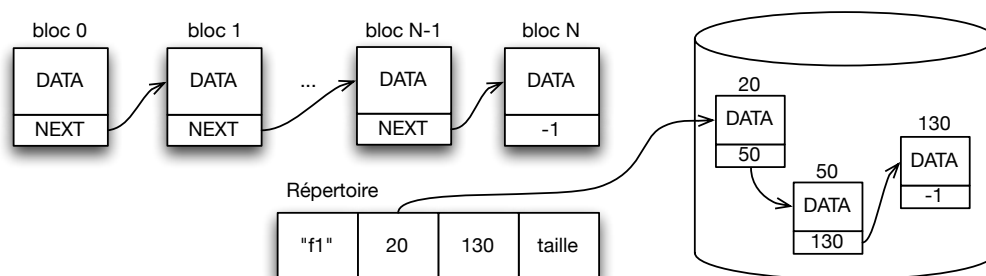 bloc 0
bloc 1
bloc N-1
bloc N
DATA
DATA
...
DATA
DATA
NEXT
NEXT
NEXT
-1
20
DATA
50
130
DATA
-1
50
DATA
130
Répertoire
"f1"
20
130
taille